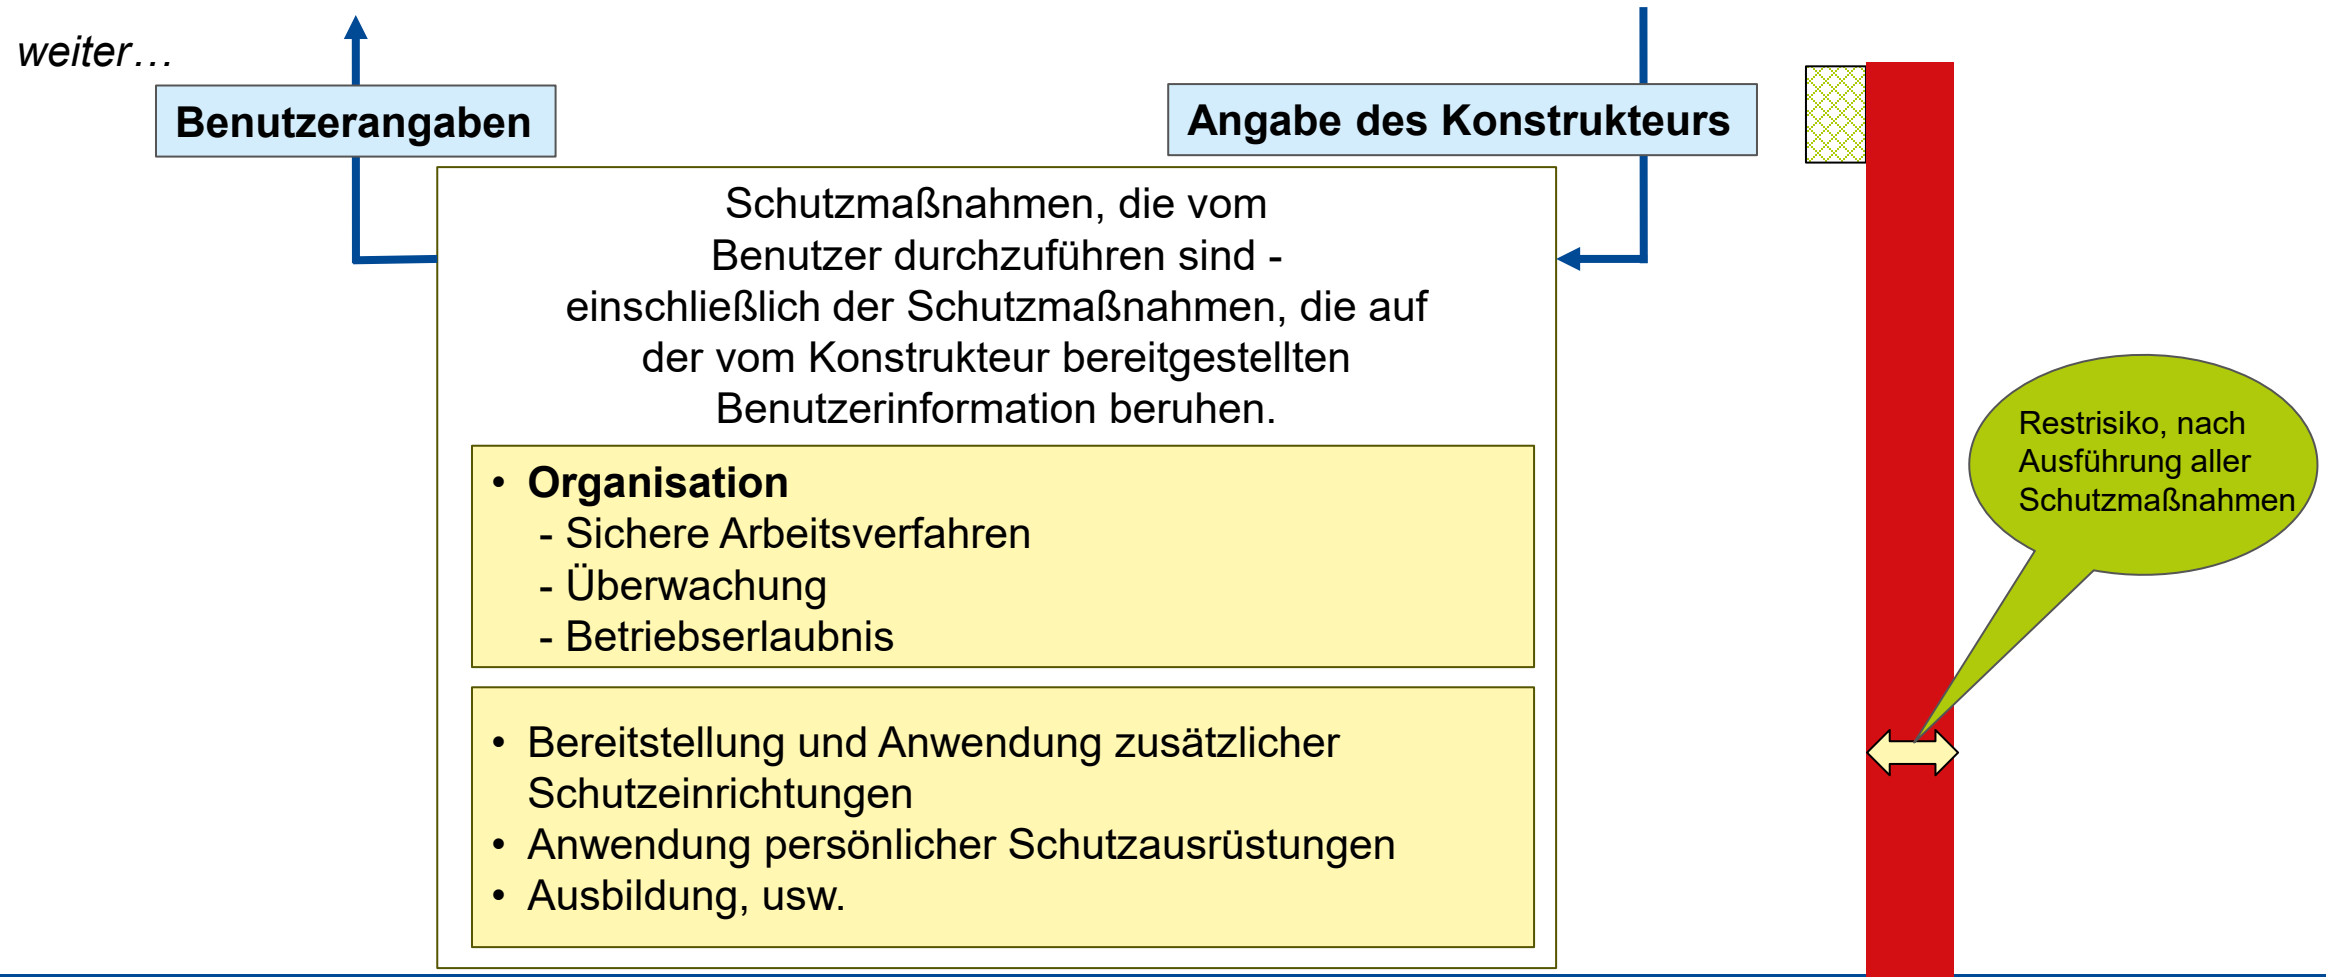 weiter…
Benutzerangaben
Angabe des Konstrukteurs
Schutzmaßnahmen, die vom
Benutzer durchzuführen sind -
einschließlich der Schutzmaßnahmen, die auf
der vom Konstrukteur bereitgestellten
Benutzerinformation beruhen.
• Organisation
- Sichere Arbeitsverfahren
- Überwachung
- Betriebserlaubnis
• Bereitstellung und Anwendung zusätzlicher
Schutzeinrichtungen
• Anwendung persönlicher Schutzausrüstungen
• Ausbildung, usw.
Restrisiko, nach
Ausführung aller
Schutzmaßnahmen